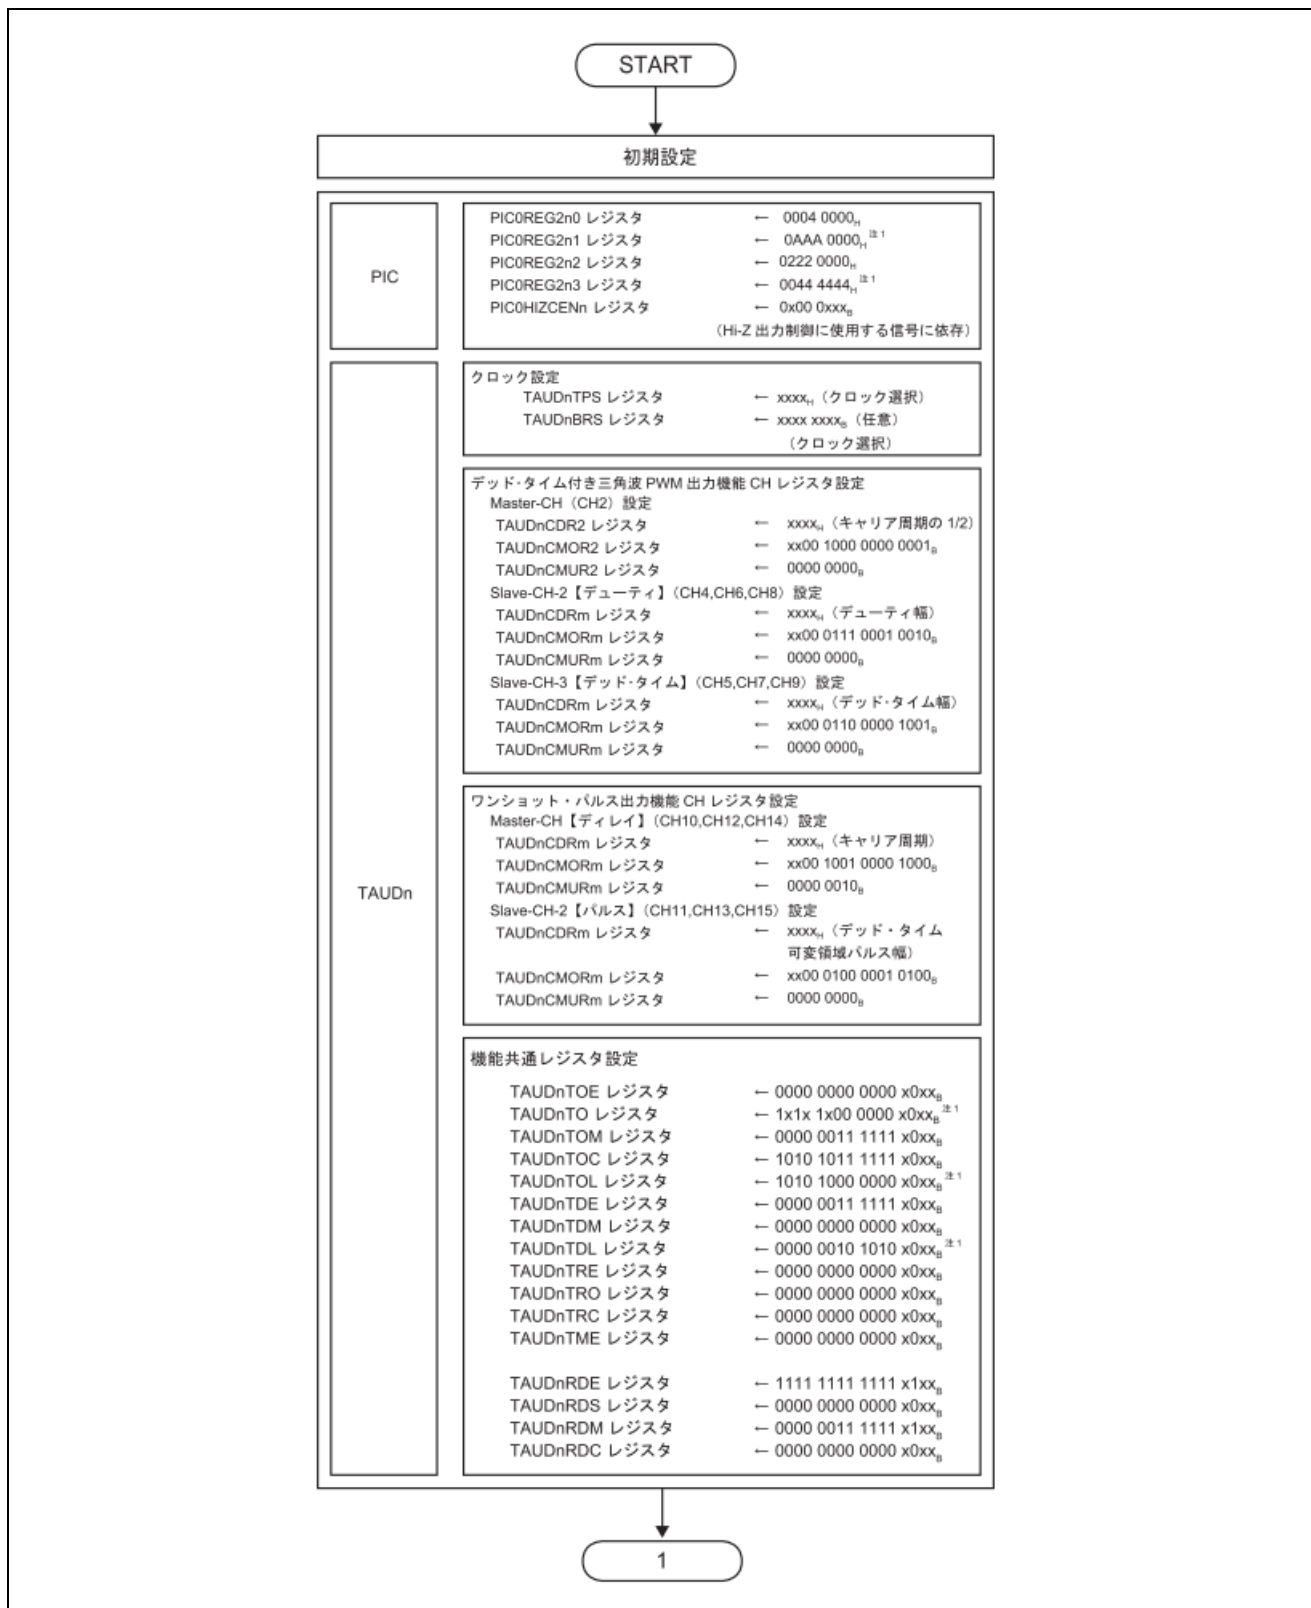 START
初期設定
PIC
PIC0REG2n0 レジスタ ← 0004 0000H
PIC0REG2n1 レジスタ ← 0AAA 0000H 注1
PIC0REG2n2 レジスタ ← 0222 0000H
PIC0REG2n3 レジスタ ← 0044 4444H 注1
PIC0HIZCENn レジスタ ← 0x00 0xxxB
（Hi-Z 出力制御に使用する信号に依存）
TAUDn
クロック設定
TAUDnTPS レジスタ ← xxxxH（クロック選択）
TAUDnBRS レジスタ ← xxxx xxxxB（任意）
（クロック選択）
デッド・タイム付き三角波 PWM 出力機能 CH レジスタ設定
Master-CH（CH2）設定
TAUDnCDR2 レジスタ ← xxxxH（キャリア周期の 1/2）
TAUDnCMOR2 レジスタ ← xx00 1000 0000 0001B
TAUDnCMUR2 レジスタ ← 0000 0000B
Slave-CH-2【デューティ】（CH4,CH6,CH8）設定
TAUDnCDRm レジスタ ← xxxxH（デューティ幅）
TAUDnCMORm レジスタ ← xx00 0111 0001 0010B
TAUDnCMURm レジスタ ← 0000 0000B
Slave-CH-3【デッド・タイム】（CH5,CH7,CH9）設定
TAUDnCDRm レジスタ ← xxxxH（デッド・タイム幅）
TAUDnCMORm レジスタ ← xx00 0110 0000 1001B
TAUDnCMURm レジスタ ← 0000 0000B
ワンショット・パルス出力機能 CH レジスタ設定
Master-CH【ディレイ】（CH10,CH12,CH14）設定
TAUDnCDRm レジスタ ← xxxxH（キャリア周期）
TAUDnCMORm レジスタ ← xx00 1001 0000 1000B
TAUDnCMURm レジスタ ← 0000 0010B
Slave-CH-2【パルス】（CH11,CH13,CH15）設定
TAUDnCDRm レジスタ ← xxxxH（デッド・タイム
可変領域パルス幅）
TAUDnCMORm レジスタ ← xx00 0100 0001 0100B
TAUDnCMURm レジスタ ← 0000 0000B
機能共通レジスタ設定
TAUDnTOE レジスタ ← 0000 0000 0000 x0xxB
TAUDnTO レジスタ ← 1x1x 1x00 0000 x0xxB 注1
TAUDnTOM レジスタ ← 0000 0011 1111 x0xxB
TAUDnTOC レジスタ ← 1010 1011 1111 x0xxB
TAUDnTOL レジスタ ← 1010 1000 0000 x0xxB 注1
TAUDnTDE レジスタ ← 0000 0011 1111 x0xxB
TAUDnTDM レジスタ ← 0000 0000 0000 x0xxB
TAUDnTDL レジスタ ← 0000 0010 1010 x0xxB 注1
TAUDnTRE レジスタ ← 0000 0000 0000 x0xxB
TAUDnTRO レジスタ ← 0000 0000 0000 x0xxB
TAUDnTRC レジスタ ← 0000 0000 0000 x0xxB
TAUDnTME レジスタ ← 0000 0000 0000 x0xxB
TAUDnRDE レジスタ ← 1111 1111 1111 x1xxB
TAUDnRDS レジスタ ← 0000 0000 0000 x0xxB
TAUDnRDM レジスタ ← 0000 0011 1111 x1xxB
TAUDnRDC レジスタ ← 0000 0000 0000 x0xxB
1